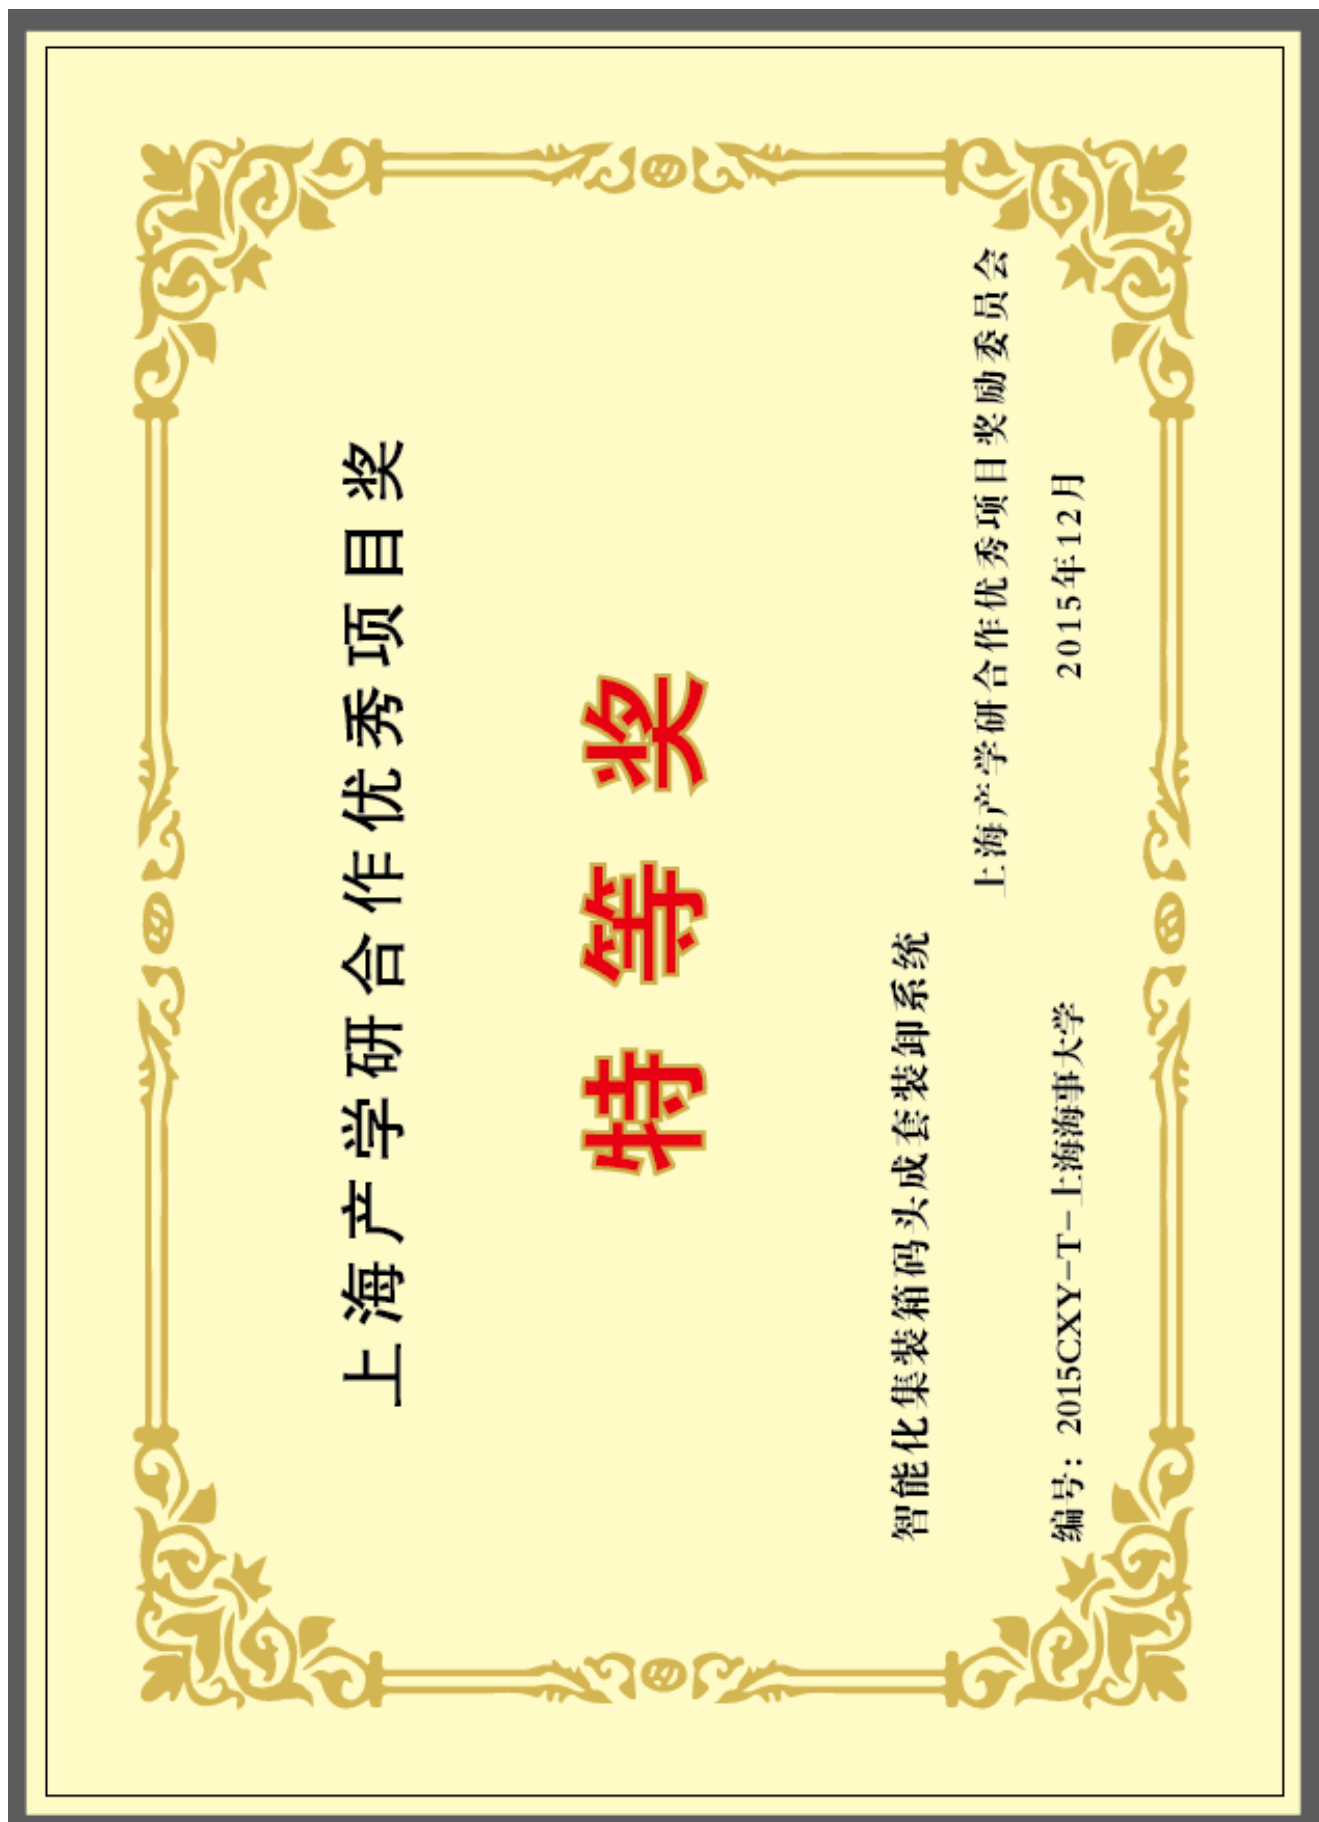 上海产学研合作优秀项目奖
特等奖
智能化集装箱码头成套装卸系统
上海产学研合作优秀项目奖励委员会
编号：2015CXY-T-上海海事大学
2015年12月